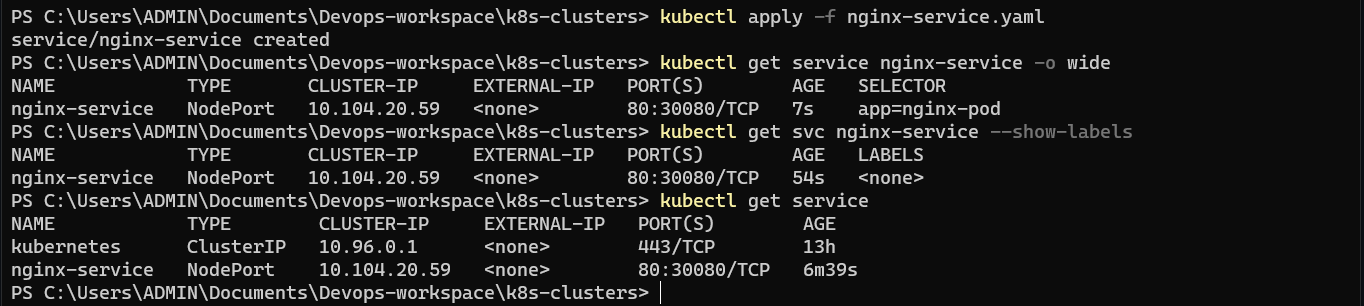 PS C:\Users\ADMIN\Documents\Devops-workspace\k8s-clusters> kubectl apply -f nginx-service.yaml
service/nginx-service created
PS C:\Users\ADMIN\Documents\Devops-workspace\k8s-clusters> kubectl get service nginx-service -o wide
NAME            TYPE       CLUSTER-IP     EXTERNAL-IP   PORT(S)        AGE   SELECTOR
nginx-service   NodePort   10.104.20.59   <none>        80:30080/TCP   7s    app=nginx-pod
PS C:\Users\ADMIN\Documents\Devops-workspace\k8s-clusters> kubectl get svc nginx-service --show-labels
NAME            TYPE       CLUSTER-IP     EXTERNAL-IP   PORT(S)        AGE   LABELS
nginx-service   NodePort   10.104.20.59   <none>        80:30080/TCP   54s   <none>
PS C:\Users\ADMIN\Documents\Devops-workspace\k8s-clusters> kubectl get service
NAME            TYPE        CLUSTER-IP     EXTERNAL-IP   PORT(S)        AGE
kubernetes      ClusterIP   10.96.0.1      <none>        443/TCP        13h
nginx-service   NodePort    10.104.20.59   <none>        80:30080/TCP   6m39s
PS C:\Users\ADMIN\Documents\Devops-workspace\k8s-clusters>